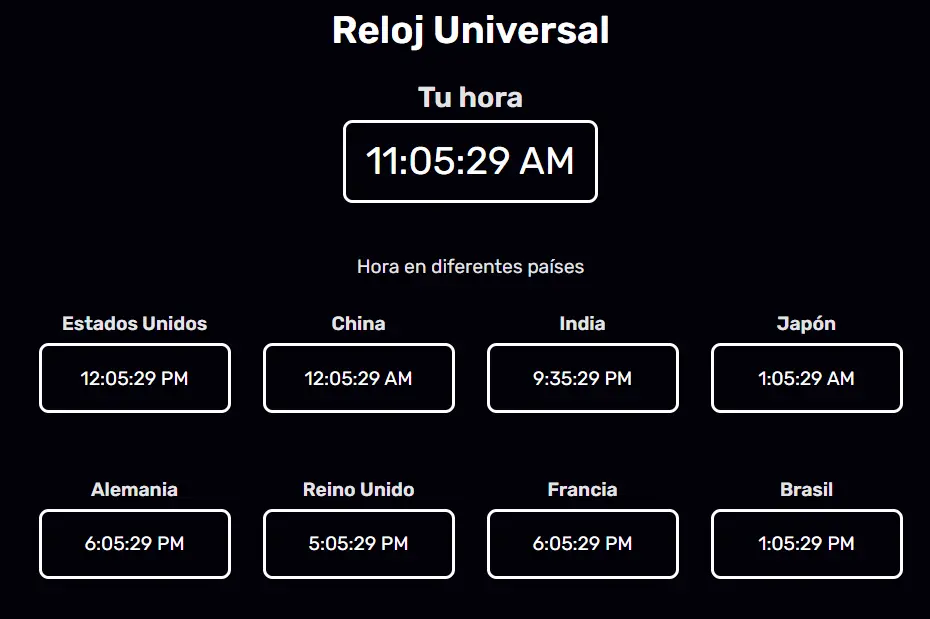 Reloj Universal
Tu hora
11:05:29 AM
Hora en diferentes países
Estados Unidos
12:05:29 PM
China
12:05:29 AM
India
9:35:29 PM
Japón
1:05:29 AM
Alemania
6:05:29 PM
Reino Unido
5:05:29 PM
Francia
6:05:29 PM
Brasil
1:05:29 PM